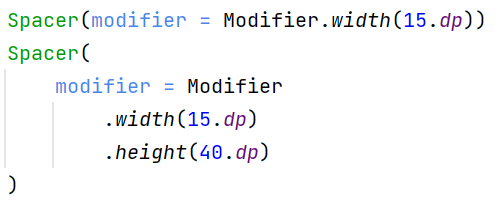 Spacer(modifier = Modifier.width(15.dp))
Spacer(
    modifier = Modifier
        .width(15.dp)
        .height(40.dp)
)